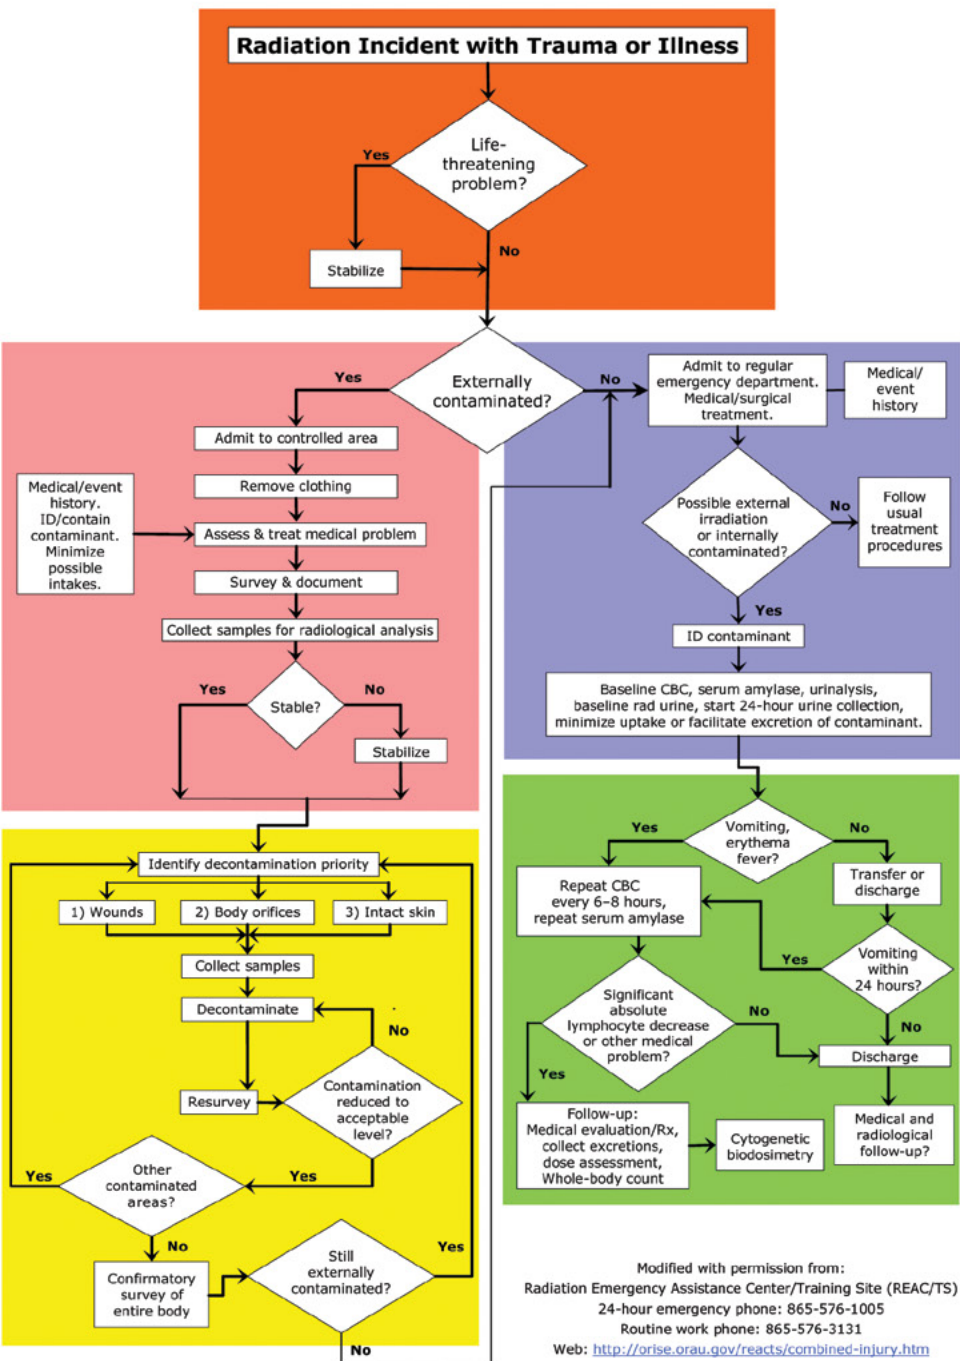 Radiation Incident with Trauma or Illness
Life-
threatening
problem?
Yes
No
Stabilize
Externally
contaminated?
Yes
No
Admit to controlled area
Remove clothing
Medical/event
history.
ID/contain
contaminant.
Minimize
possible
intakes.
Assess & treat medical problem
Survey & document
Collect samples for radiological analysis
Stable?
Yes
No
Stabilize
Admit to regular
emergency department.
Medical/surgical
treatment.
Medical/
event
history
Possible external
irradiation
or internally
contaminated?
No
Follow
usual
treatment
procedures
Yes
ID contaminant
Baseline CBC, serum amylase, urinalysis,
baseline rad urine, start 24-hour urine collection,
minimize uptake or facilitate excretion of contaminant.
Identify decontamination priority
1) Wounds
2) Body orifices
3) Intact skin
Collect samples
Decontaminate
No
Resurvey
Contamination
reduced to
acceptable
level?
Yes
Other
contaminated
areas?
Yes
No
Confirmatory
survey of
entire body
Still
externally
contaminated?
Yes
No
Vomiting,
erythema
fever?
Yes
No
Repeat CBC
every 6–8 hours,
repeat serum amylase
Transfer or
discharge
Yes
Vomiting
within
24 hours?
No
Significant
absolute
lymphocyte decrease
or other medical
problem?
No
Yes
Discharge
Follow-up:
Medical evaluation/Rx,
collect excretions,
dose assessment,
Whole-body count
Cytogenetic
biodosimetry
Medical and
radiological
follow-up?
Modified with permission from:
Radiation Emergency Assistance Center/Training Site (REAC/TS)
24-hour emergency phone: 865-576-1005
Routine work phone: 865-576-3131
Web: http://orise.orau.gov/reacts/combined-injury.htm